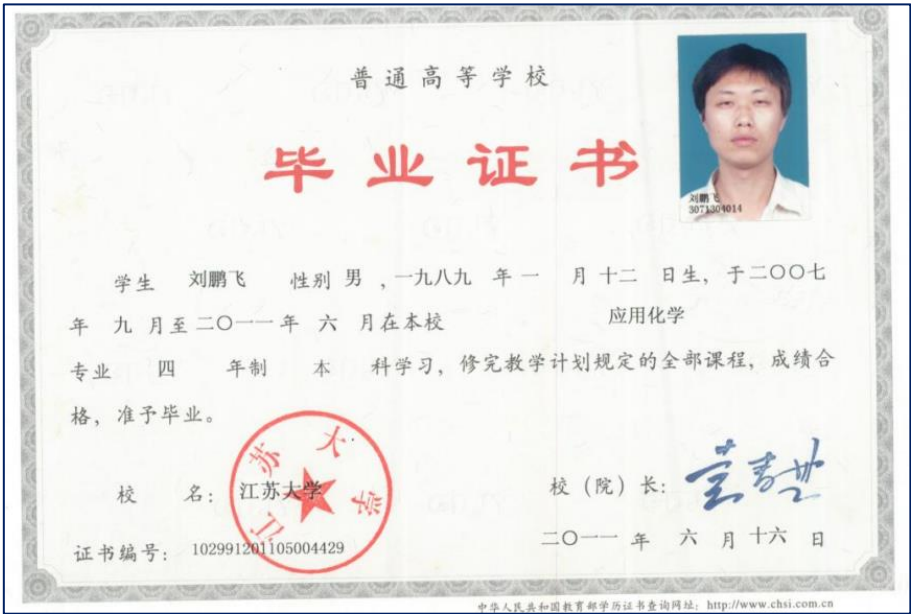 普通高等学校
毕业证书
刘鹏飞
3071304014
学生 刘鹏飞 性别 男 ，一九八九 年 一 月 十二 日生，于二〇〇七
年 九 月至 二〇一一 年 六 月在本校 应用化学
专业 四 年制 本 科学习，修完教学计划规定的全部课程，成绩合
格，准予毕业。
江苏大学
校 名： 江苏大学 校（院）长：
证书编号： 102991201105004429 二〇一一 年 六 月 十六 日
中华人民共和国教育部学历证书查询网址：http://www.chsi.com.cn